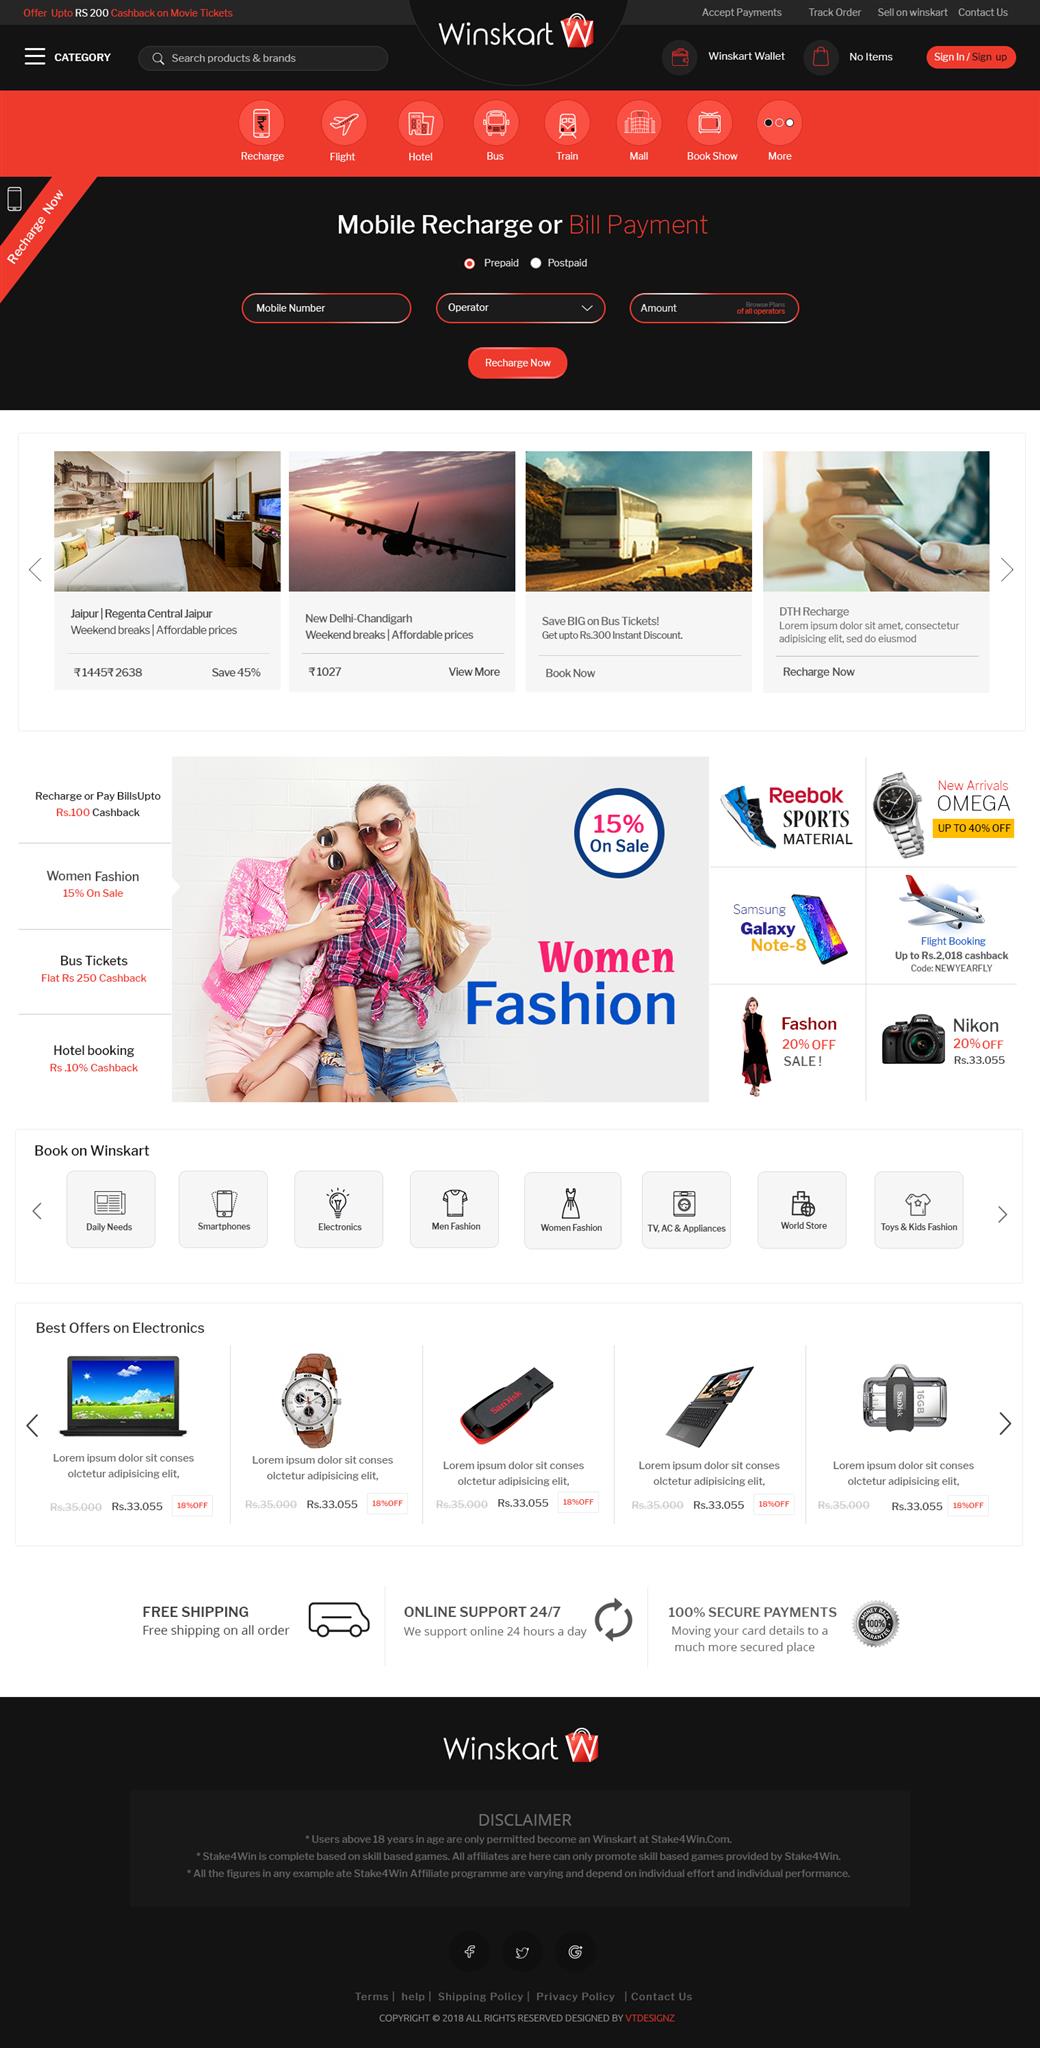 Offer Upto RS 200 Cashback on Movie Tickets
Accept Payments
Track Order
Sell on winskart
Contact Us
Winskart W
CATEGORY
Search products & brands
Winskart Wallet
No Items
Sign In / Sign up
Recharge
Flight
Hotel
Bus
Train
Mall
Book Show
More
Recharge Now
Mobile Recharge or Bill Payment
Prepaid
Postpaid
Mobile Number
Operator
Amount
Browse Plans
of all operators
Recharge Now
Jaipur | Regenta Central Jaipur
Weekend breaks | Affordable prices
₹1445₹2638
Save 45%
New Delhi-Chandigarh
Weekend breaks | Affordable prices
₹1027
View More
Save BIG on Bus Tickets!
Get upto Rs.300 Instant Discount.
Book Now
DTH Recharge
Lorem ipsum dolor sit amet, consectetur
adipisicing elit, sed do eiusmod
Recharge Now
Recharge or Pay BillsUpto
Rs.100 Cashback
Women Fashion
15% On Sale
Bus Tickets
Flat Rs 250 Cashback
Hotel booking
Rs .10% Cashback
15%
On Sale
Women
Fashion
Reebok
SPORTS
MATERIAL
New Arrivals
OMEGA
UP TO 40% OFF
Samsung
Galaxy
Note-8
Flight Booking
Up to Rs.2,018 cashback
Code: NEWYEARFLY
Fashon
20% OFF
SALE !
Nikon
20% OFF
Rs.33.055
Book on Winskart
Daily Needs
Smartphones
Electronics
Men Fashion
Women Fashion
TV, AC & Appliances
World Store
Toys & Kids Fashion
Best Offers on Electronics
Lorem ipsum dolor sit conses
olctetur adipisicing elit,
Rs.35.000 Rs.33.055 18%OFF
Lorem ipsum dolor sit conses
olctetur adipisicing elit,
Rs.35.000 Rs.33.055 18%OFF
SanDisk
Lorem ipsum dolor sit conses
olctetur adipisicing elit,
Rs.35.000 Rs.33.055 18%OFF
Lorem ipsum dolor sit conses
olctetur adipisicing elit,
Rs.35.000 Rs.33.055 18%OFF
SanDisk
16GB
Lorem ipsum dolor sit conses
olctetur adipisicing elit,
Rs.35.000 Rs.33.055 18%OFF
FREE SHIPPING
Free shipping on all order
ONLINE SUPPORT 24/7
We support online 24 hours a day
100% SECURE PAYMENTS
Moving your card details to a
much more secured place
MONEY BACK
100%
GUARANTEE
Winskart W
DISCLAIMER
* Users above 18 years in age are only permitted become an Winskart at Stake4Win.Com.
* Stake4Win is complete based on skill based games. All affiliates are here can only promote skill based games provided by Stake4Win.
* All the figures in any example ate Stake4Win Affiliate programme are varying and depend on individual effort and individual performance.
Terms | help | Shipping Policy | Privacy Policy | Contact Us
COPYRIGHT © 2018 ALL RIGHTS RESERVED DESIGNED BY VTDESIGNZ